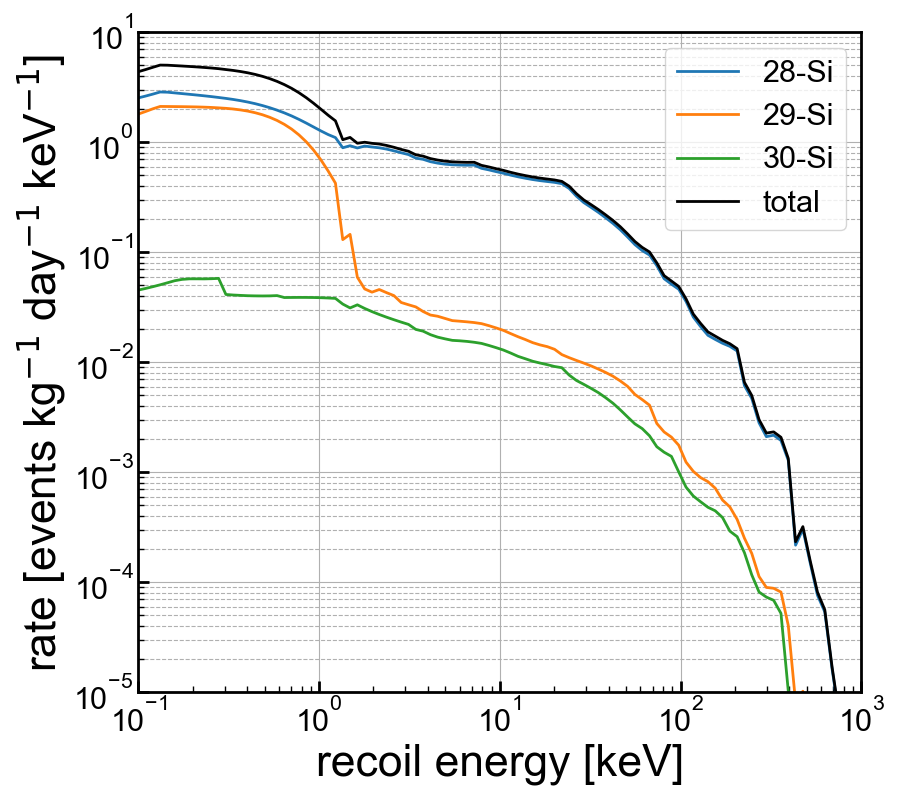 rate [events kg⁻¹ day⁻¹ keV⁻¹]
10¹
10⁰
10⁻¹
10⁻²
10⁻³
10⁻⁴
10⁻⁵
28-Si
29-Si
30-Si
total
10⁻¹ 10⁰ 10¹ 10² 10³
recoil energy [keV]